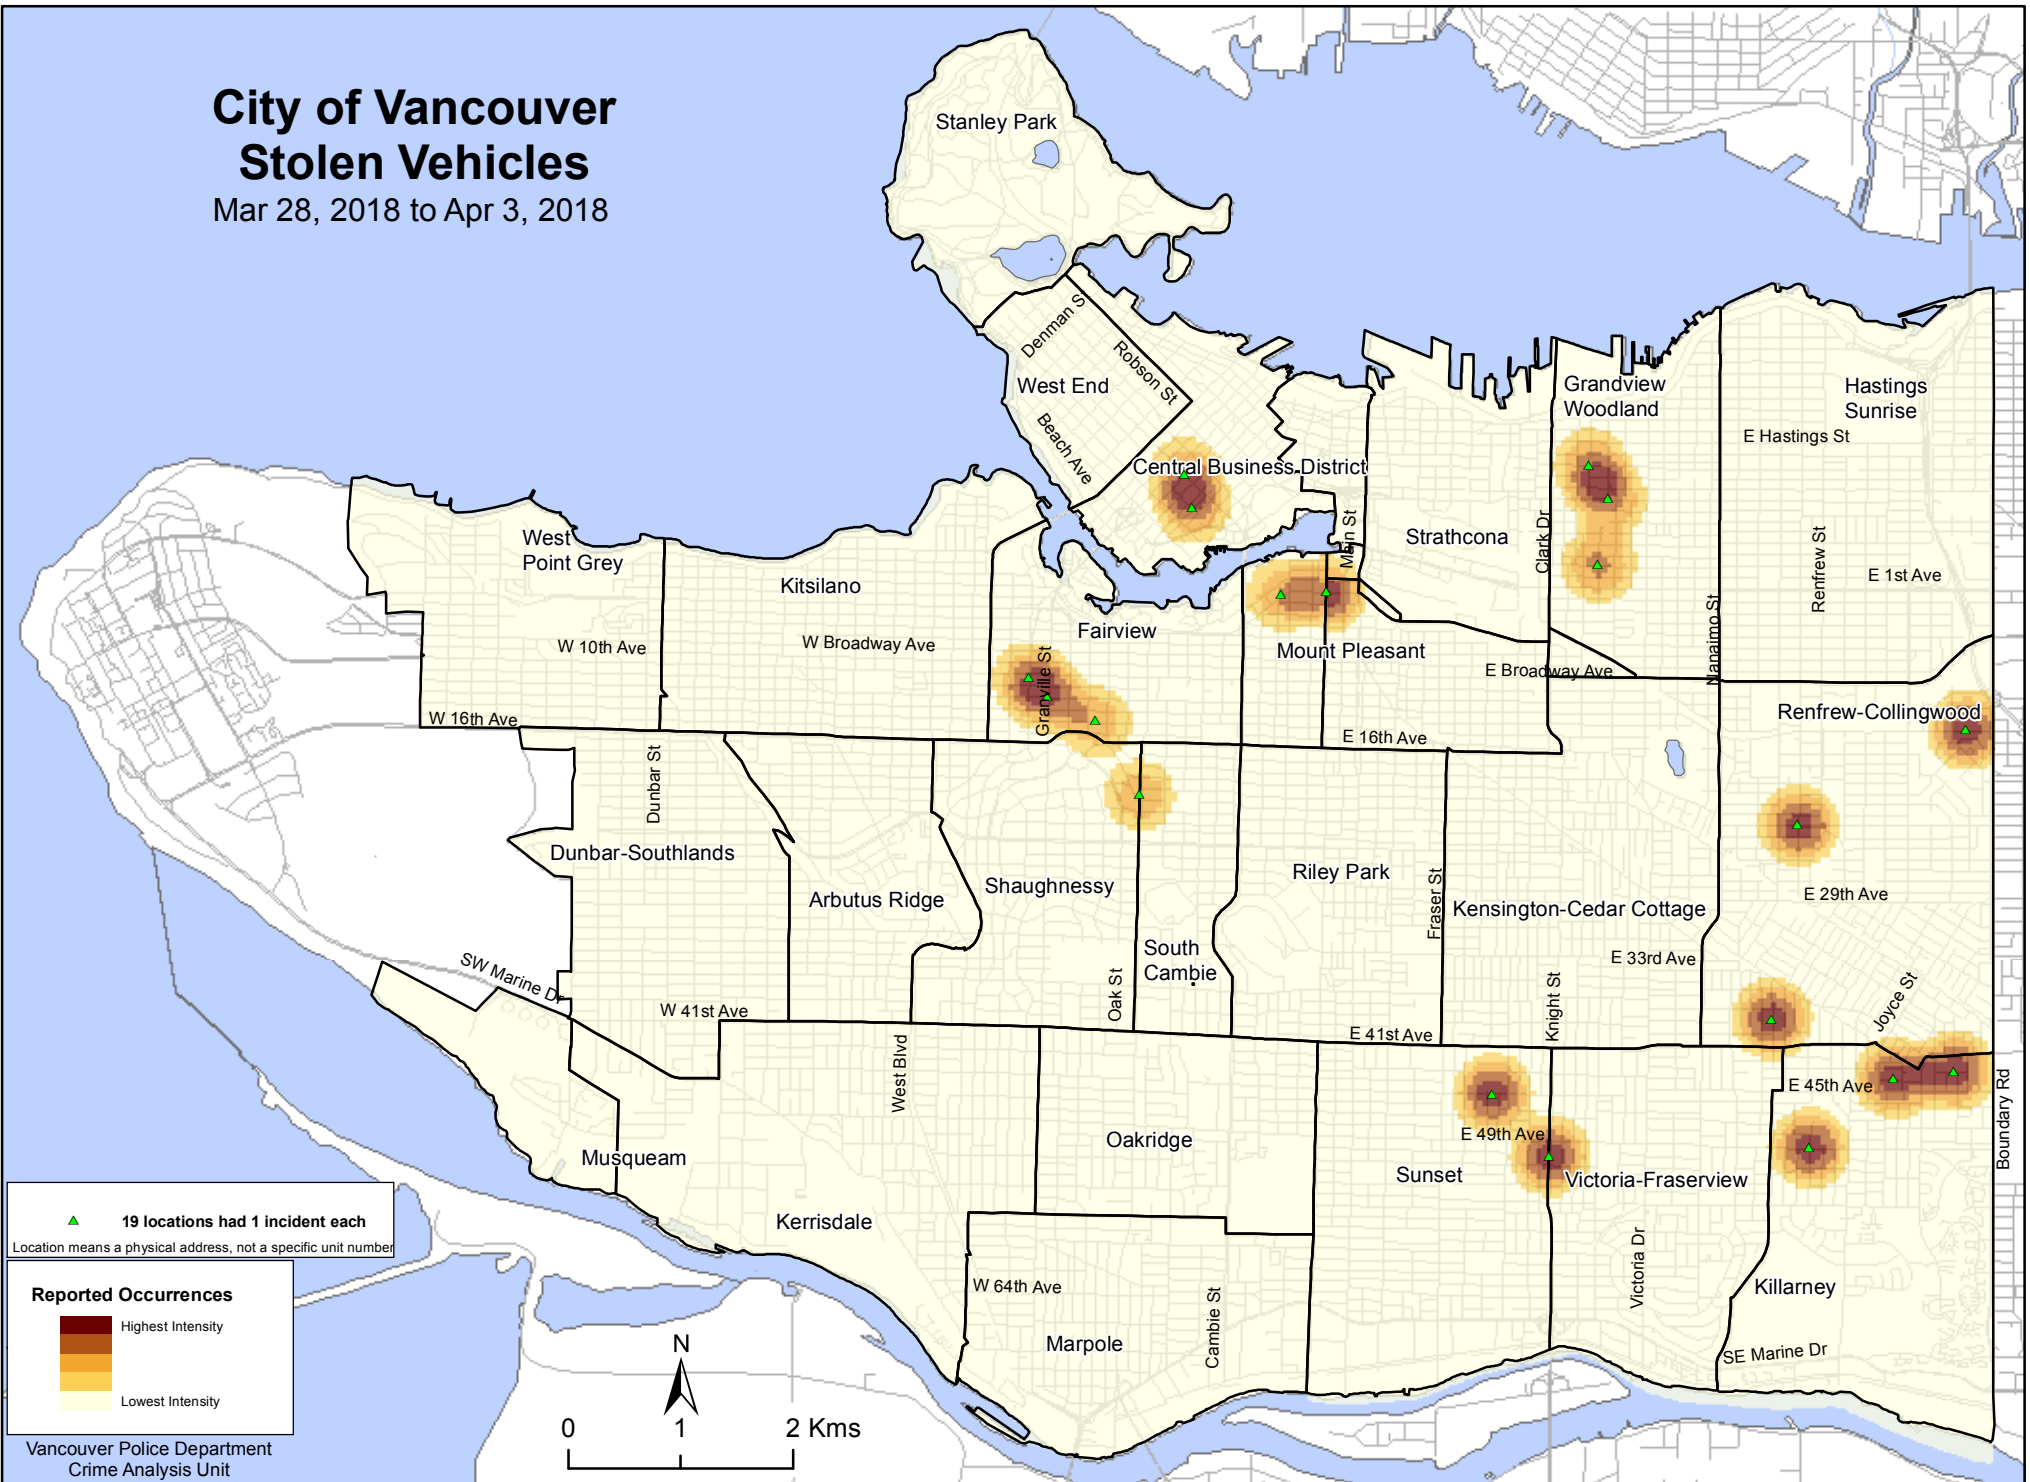 City of Vancouver
Stolen Vehicles
Mar 28, 2018 to Apr 3, 2018
Stanley Park
Denman S
Robson St
West End
Beach Ave
Central Business District
Main St
Grandview
Woodland
Hastings
Sunrise
E Hastings St
Strathcona
Clark Dr
Renfrew St
E 1st Ave
Nanaimo St
West
Point Grey
Kitsilano
W 10th Ave
W Broadway Ave
Fairview
Granville St
Mount Pleasant
E Broadway Ave
W 16th Ave
E 16th Ave
Renfrew-Collingwood
Dunbar St
Dunbar-Southlands
Arbutus Ridge
Shaughnessy
Riley Park
Fraser St
Kensington-Cedar Cottage
E 29th Ave
South
Cambie
E 33rd Ave
SW Marine Dr
W 41st Ave
Oak St
Knight St
Joyce St
E 41st Ave
West Blvd
E 45th Ave
Boundary Rd
E 49th Ave
Oakridge
Musqueam
Sunset
Victoria-Fraserview
Kerrisdale
Victoria Dr
W 64th Ave
Cambie St
Killarney
Marpole
SE Marine Dr
19 locations had 1 incident each
Location means a physical address, not a specific unit number
Reported Occurrences
Highest Intensity
Lowest Intensity
N
0 1 2 Kms
Vancouver Police Department
Crime Analysis Unit